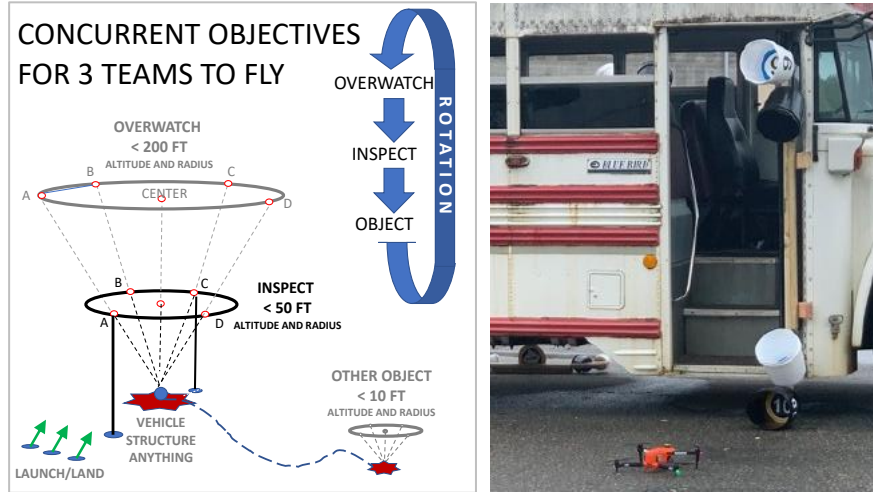 CONCURRENT OBJECTIVES
FOR 3 TEAMS TO FLY
OVERWATCH
< 200 FT
ALTITUDE AND RADIUS
A
B
C
D
CENTER
INSPECT
< 50 FT
ALTITUDE AND RADIUS
A
B
C
D
VEHICLE
STRUCTURE
ANYTHING
LAUNCH/LAND
OTHER OBJECT
< 10 FT
ALTITUDE AND RADIUS
OVERWATCH
INSPECT
OBJECT
ROTATION
BLUE BIRD